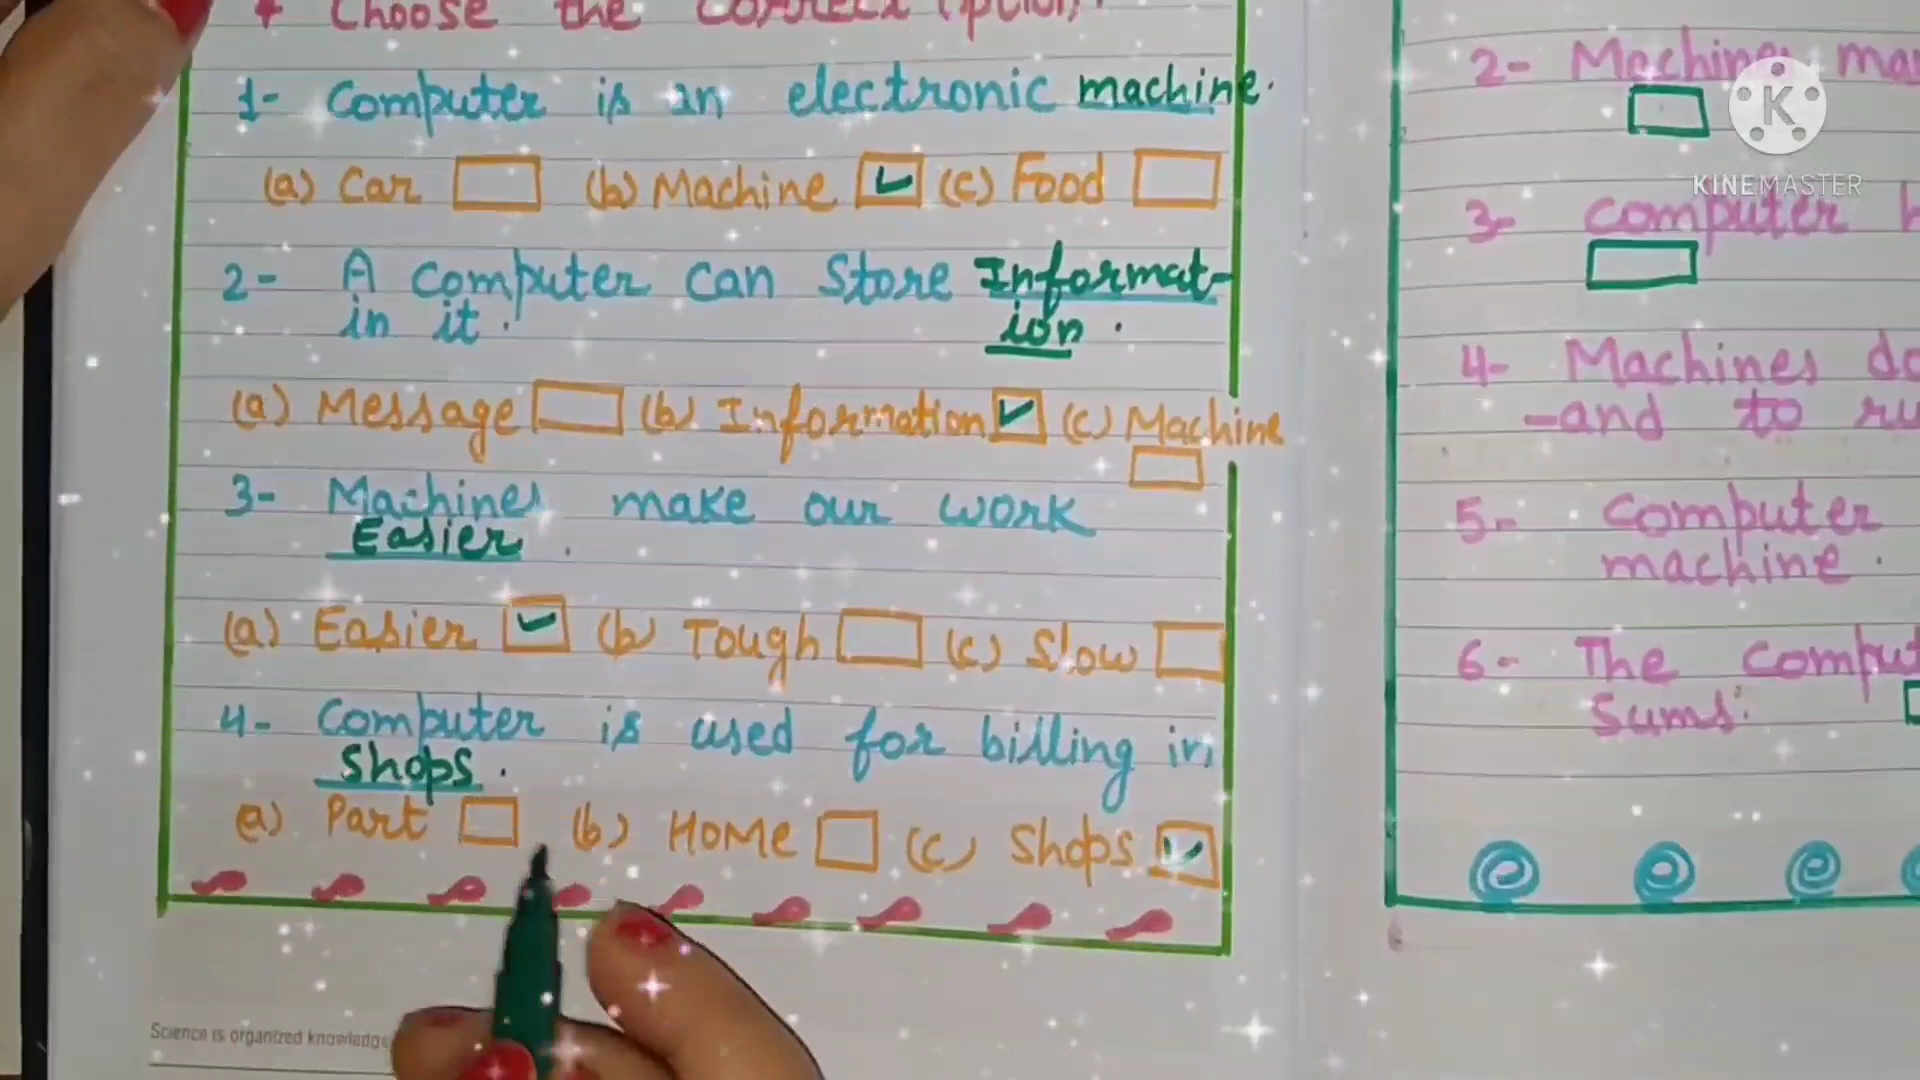 * Choose the Correct Option:
1- Computer is an electronic machine.
(a) Car (b) Machine (c) Food
2- A Computer Can Store Informat-
in it. ion.
(a) Message (b) Information (c) Machine
3- Machines make our work
Easier.
(a) Easier (b) Tough (c) Slow
4- Computer is used for billing in
Shops.
(a) Part (b) HOMe (c) Shops
Science is organized knowledge
2- Machines
3- Computer
4- Machines
-and to
5- Computer
machine.
6- The
Sums:
K
KINEMASTER